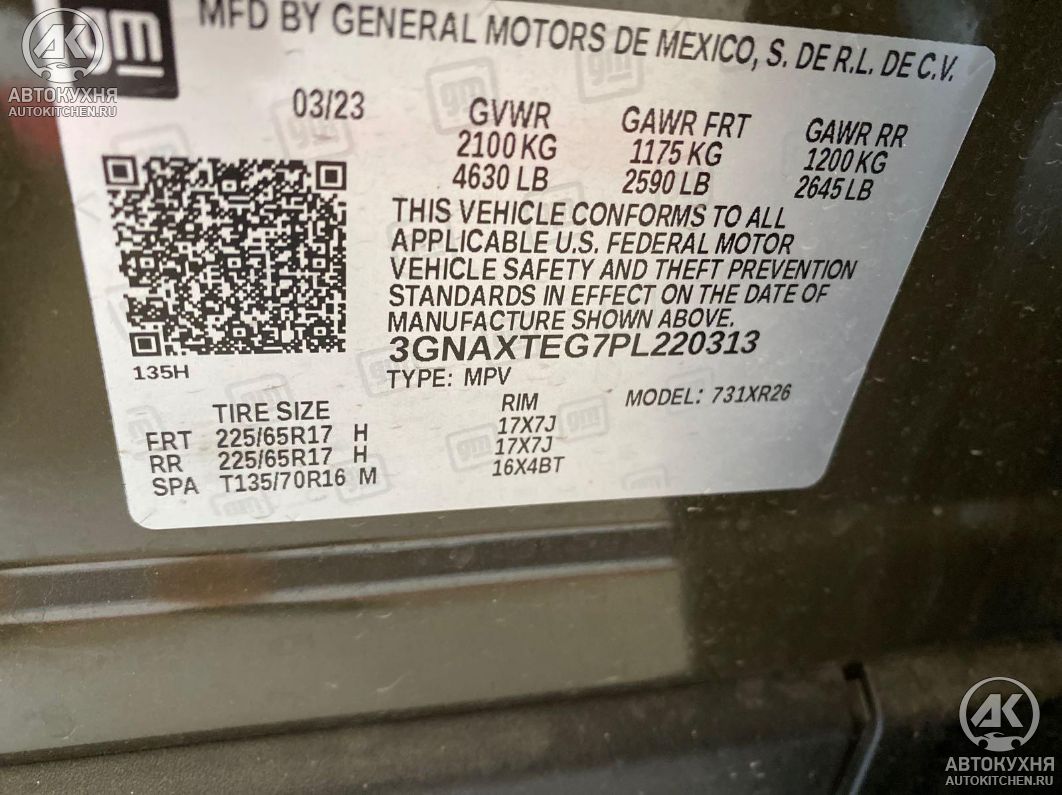 gm
MFD BY GENERAL MOTORS DE MEXICO, S. DE R.L. DE C.V.
АВТОКУХНЯ
AUTOKITCHEN.RU
03/23
GVWR
2100 KG
4630 LB
GAWR FRT
1175 KG
2590 LB
GAWR RR
1200 KG
2645 LB
THIS VEHICLE CONFORMS TO ALL
APPLICABLE U.S. FEDERAL MOTOR
VEHICLE SAFETY AND THEFT PREVENTION
STANDARDS IN EFFECT ON THE DATE OF
MANUFACTURE SHOWN ABOVE.
3GNAXTEG7PL220313
135H
TYPE: MPV
MODEL: 731XR26
TIRE SIZE RIM
FRT 225/65R17 H 17X7J
RR 225/65R17 H 17X7J
SPA T135/70R16 M 16X4BT
АВТОКУХНЯ
AUTOKITCHEN.RU